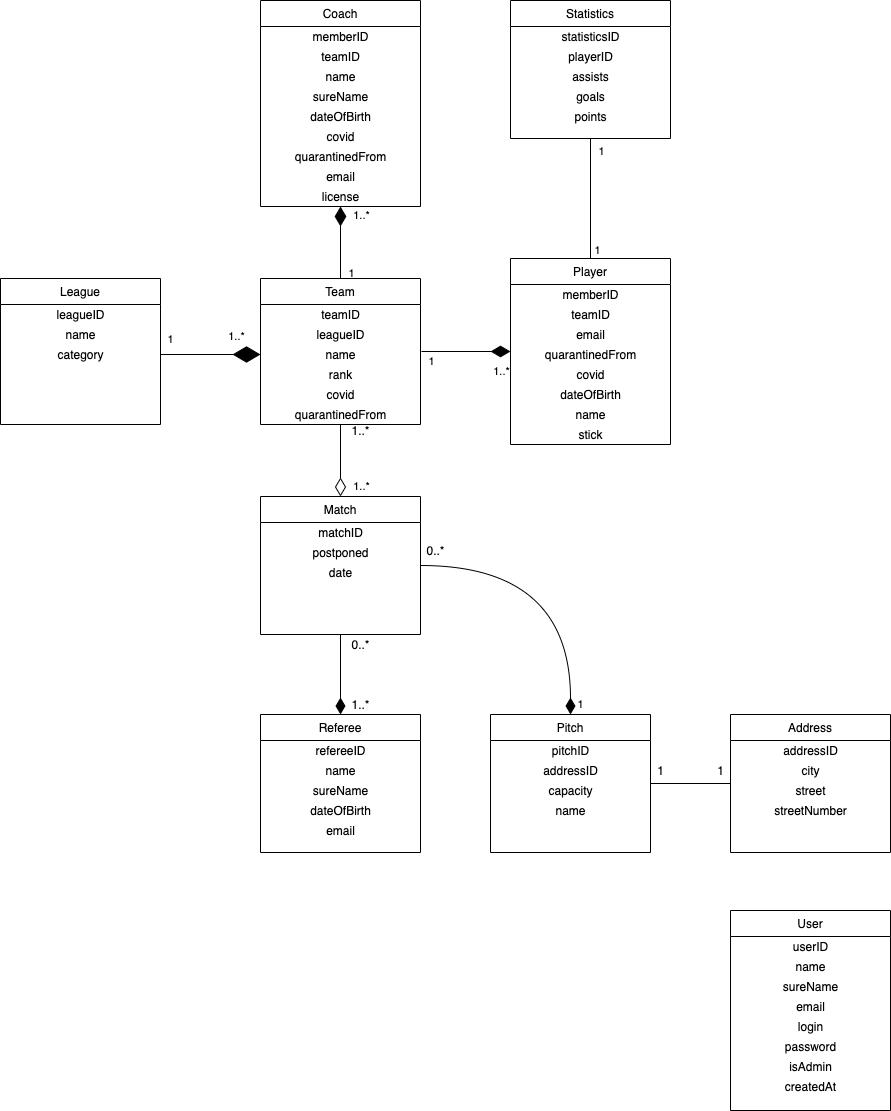 Coach
memberID
teamID
name
sureName
dateOfBirth
covid
quarantinedFrom
email
license
Statistics
statisticsID
playerID
assists
goals
points
1
1..*
1
1
League
leagueID
name
category
1
1..*
Team
teamID
leagueID
name
rank
covid
quarantinedFrom
1
1..*
Player
memberID
teamID
email
quarantinedFrom
covid
dateOfBirth
name
stick
1..*
1..*
Match
matchID
postponed
date
0..*
0..*
1..*
1
Referee
refereeID
name
sureName
dateOfBirth
email
Pitch
pitchID
addressID
capacity
name
1
1
Address
addressID
city
street
streetNumber
User
userID
name
sureName
email
login
password
isAdmin
createdAt